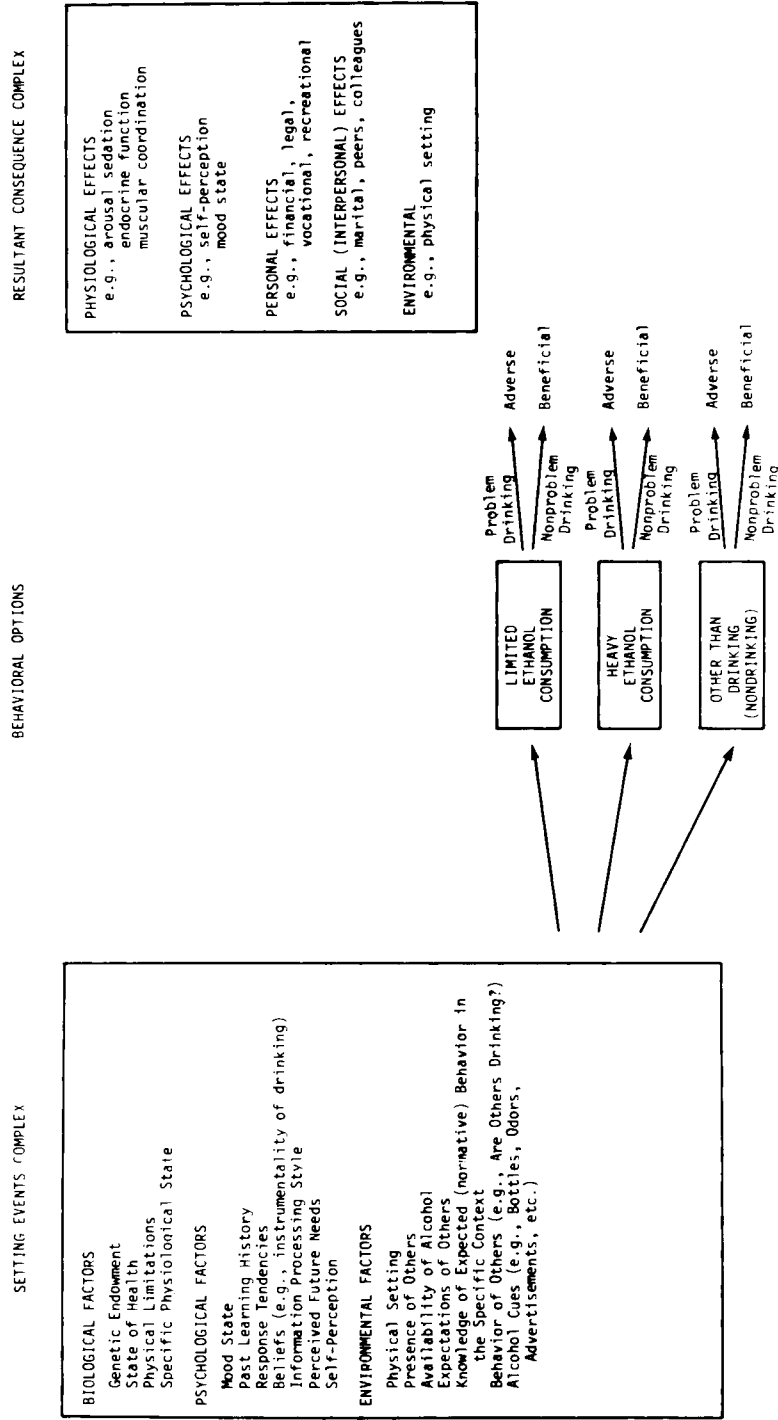 SETTING EVENTS COMPLEX
BIOLOGICAL FACTORS
Genetic Endowment
State of Health
Physical Limitations
Specific Physiological State
PSYCHOLOGICAL FACTORS
Mood State
Past Learning History
Response Tendencies
Beliefs (e.g., instrumentality of drinking)
Information Processing Style
Perceived Future Needs
Self-Perception
ENVIRONMENTAL FACTORS
Physical Setting
Presence of Others
Availability of Alcohol
Expectations of Others
Knowledge of Expected (normative) Behavior in
the Specific Context
Behavior of Others (e.g., Are Others Drinking?)
Alcohol Cues (e.g., Bottles, Odors,
Advertisements, etc.)
BEHAVIORAL OPTIONS
LIMITED
ETHANOL
CONSUMPTION
Problem
Drinking
Adverse
Nonproblem
Drinking
Beneficial
HEAVY
ETHANOL
CONSUMPTION
Problem
Drinking
Adverse
Nonproblem
Drinking
Beneficial
OTHER THAN
DRINKING
(NONDRINKING)
Problem
Drinking
Adverse
Nonproblem
Drinking
Beneficial
RESULTANT CONSEQUENCE COMPLEX
PHYSIOLOGICAL EFFECTS
e.g., arousal sedation
endocrine function
muscular coordination
PSYCHOLOGICAL EFFECTS
e.g., self-perception
mood state
PERSONAL EFFECTS
e.g., financial, legal,
vocational, recreational
SOCIAL (INTERPERSONAL) EFFECTS
e.g., marital, peers, colleagues
ENVIRONMENTAL
e.g., physical setting